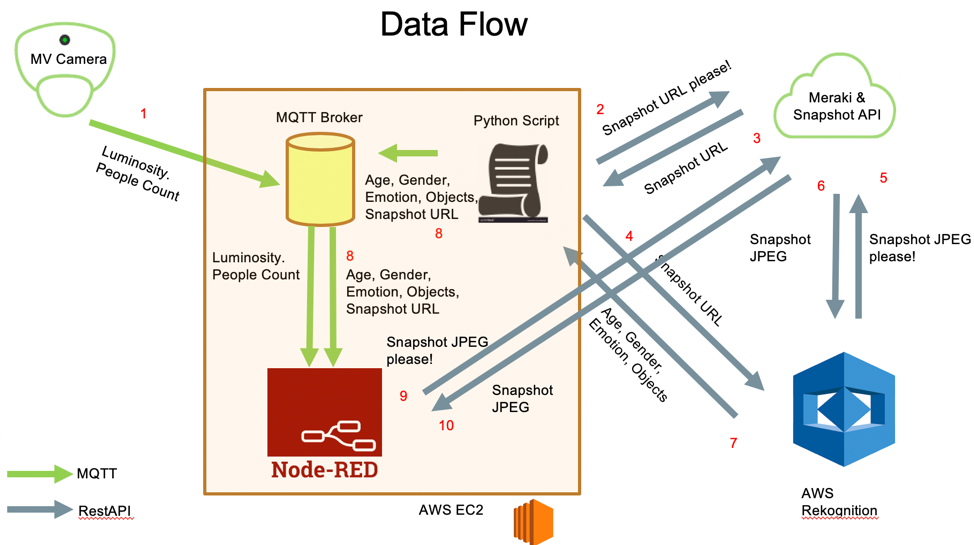 Data Flow
MV Camera
1
Luminosity.
People Count
MQTT Broker
Python Script
Age, Gender,
Emotion, Objects,
Snapshot URL
8
Luminosity.
People Count
8
Age, Gender,
Emotion, Objects,
Snapshot URL
Snapshot JPEG
please!
9
Snapshot
JPEG
10
Node-RED
AWS EC2
2
Snapshot URL please!
Snapshot URL
3
Meraki &
Snapshot API
4
Snapshot URL
Age, Gender,
Emotion, Objects
7
6
5
Snapshot
JPEG
Snapshot JPEG
please!
AWS
Rekognition
MQTT
RestAPI